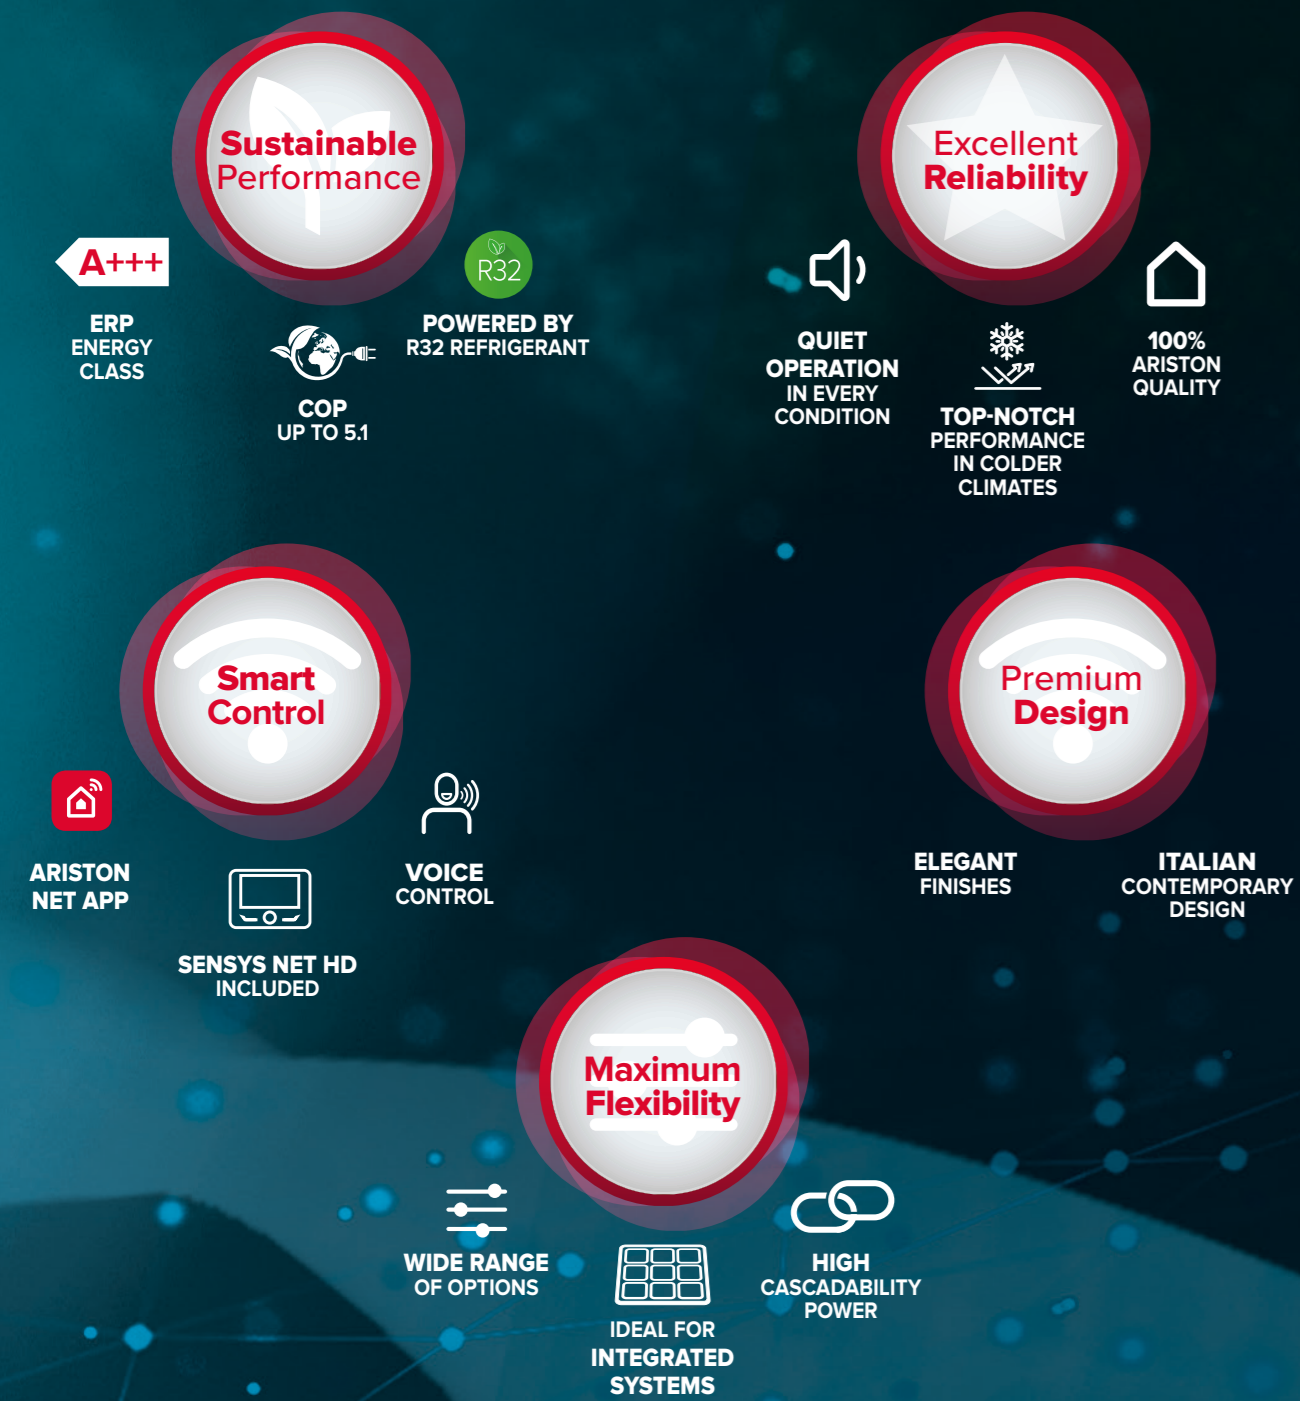 Sustainable
Performance
A+++
ERP
ENERGY
CLASS
COP
UP TO 5.1
R32
POWERED BY
R32 REFRIGERANT
Excellent
Reliability
QUIET
OPERATION
IN EVERY
CONDITION
TOP-NOTCH
PERFORMANCE
IN COLDER
CLIMATES
100%
ARISTON
QUALITY
Smart
Control
ARISTON
NET APP
SENSYS NET HD
INCLUDED
VOICE
CONTROL
Premium
Design
ELEGANT
FINISHES
ITALIAN
CONTEMPORARY
DESIGN
Maximum
Flexibility
WIDE RANGE
OF OPTIONS
IDEAL FOR
INTEGRATED
SYSTEMS
HIGH
CASCADABILITY
POWER